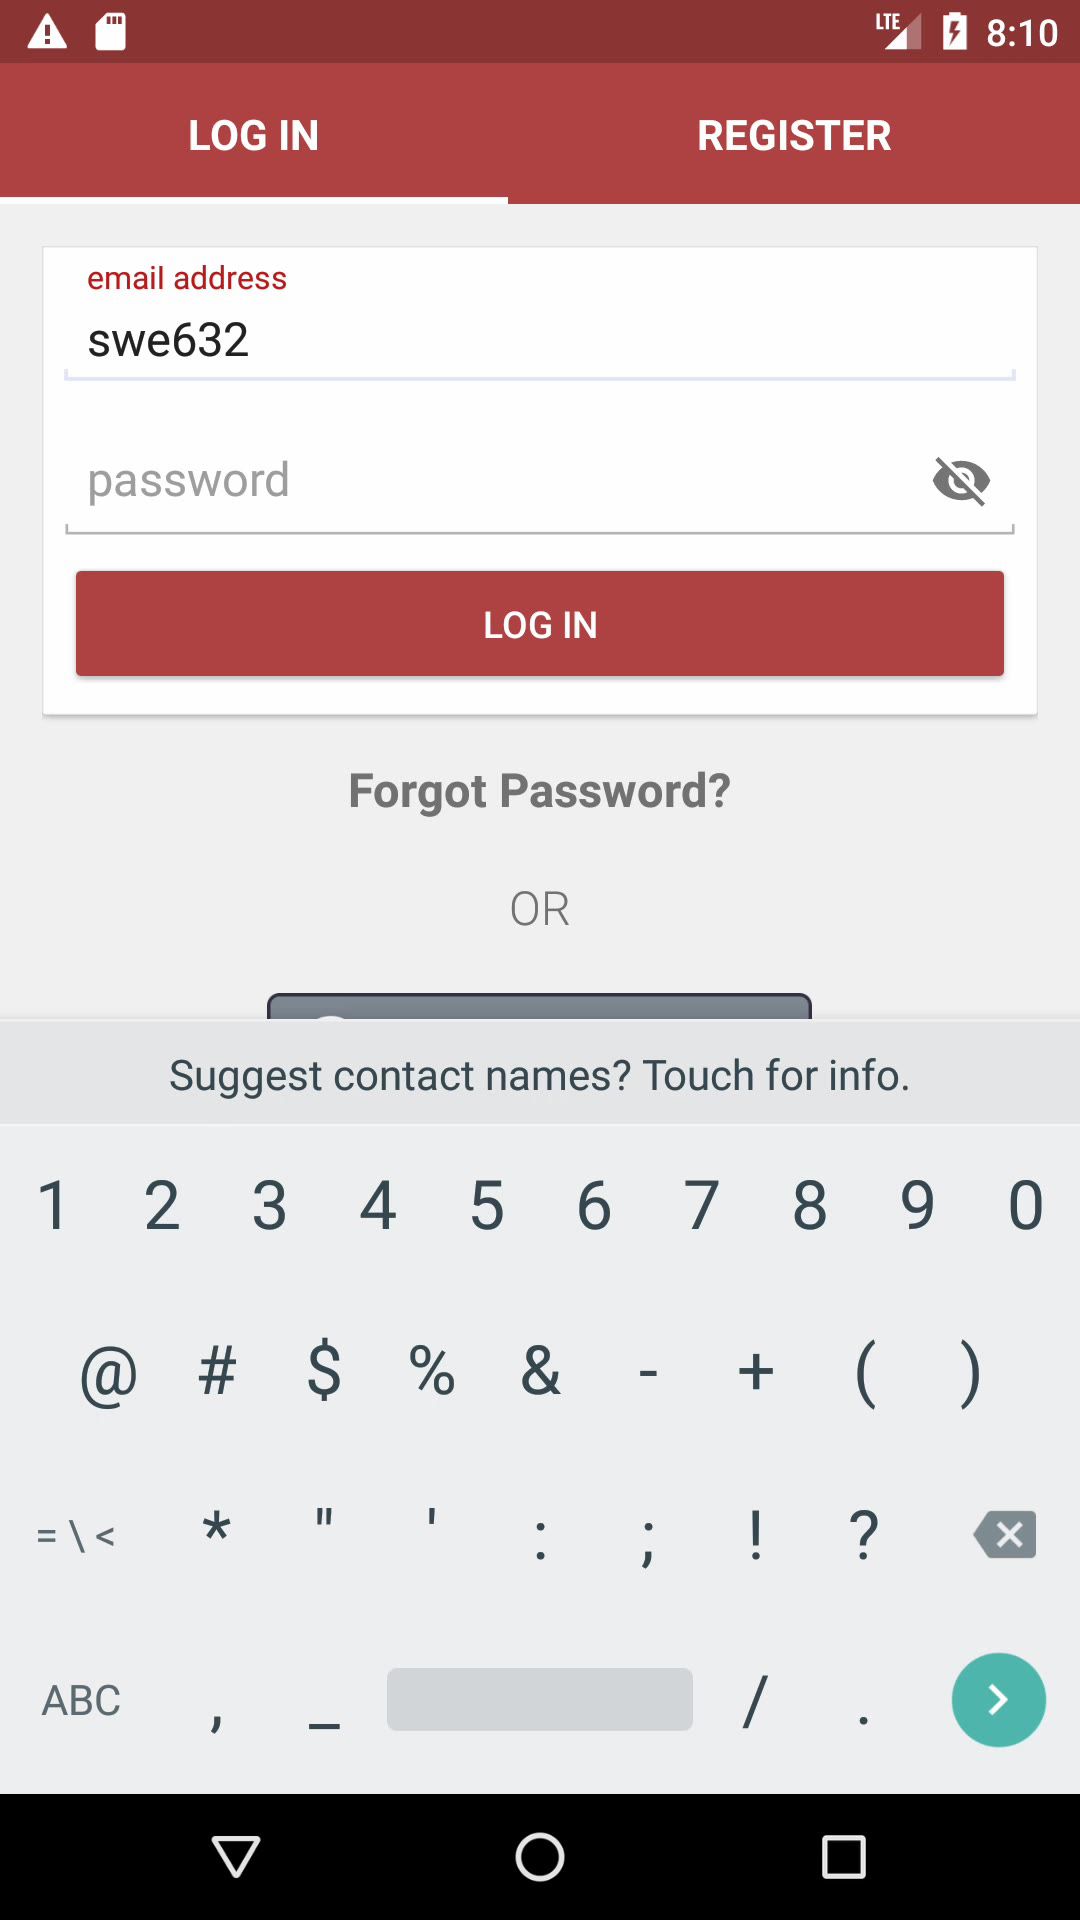 LTE 8:10
LOG IN REGISTER
email address
swe632
password
LOG IN
Forgot Password?
OR
Suggest contact names? Touch for info.
1 2 3 4 5 6 7 8 9 0
@ # $ % & - + ( )
= \ < * " ' : ; ! ?
ABC , _ / .